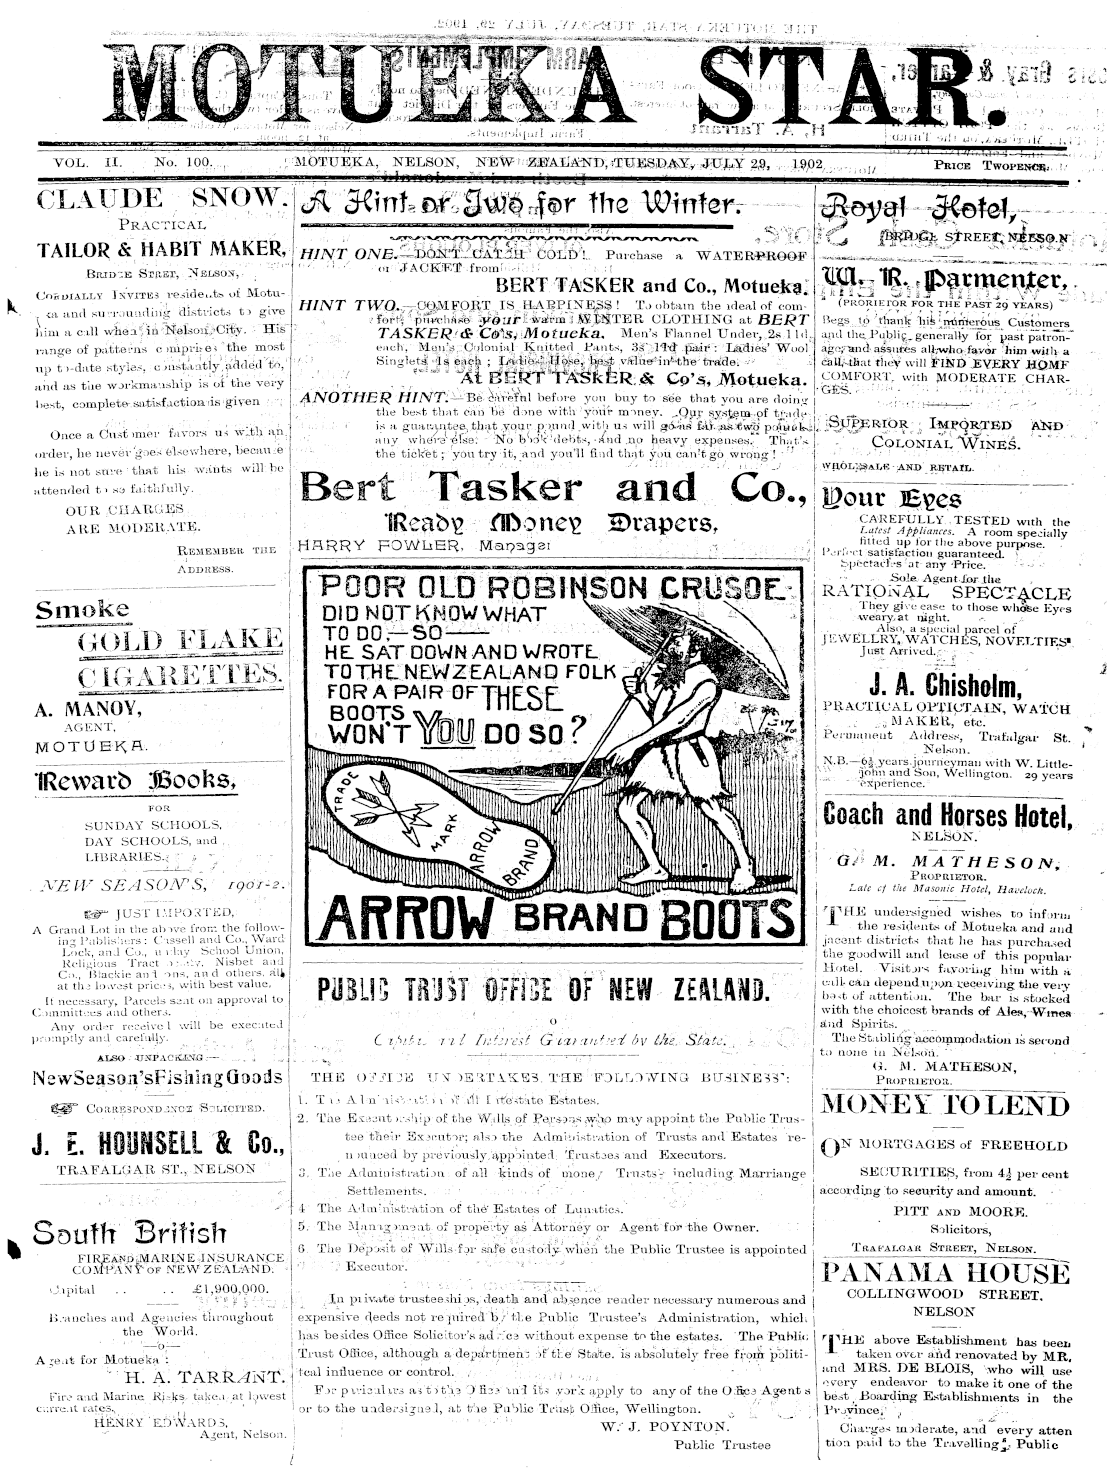 MOTUEKA STAR.
VOL. II. No. 100. MOTUEKA, NELSON, NEW ZEALAND, TUESDAY, JULY 29, 1902 PRICE TWOPENCE.
CLAUDE SNOW.
PRACTICAL
TAILOR & HABIT MAKER,
BRIDGE STREET, NELSON,
CORDIALLY INVITES residents of Motu-
ka and surrounding districts to give
him a call when in Nelson City. His
range of patterns comprises the most
up to-date styles, constantly added to,
and as the workmanship is of the very
best, complete satisfaction is given
Once a Customer favors us with an
order, he never goes elsewhere, because
he is not sure that his wants will be
attended to so faithfully.
OUR CHARGES
ARE MODERATE.
REMEMBER THE
ADDRESS.
Smoke
GOLD FLAKE
CIGARETTES.
A. MANOY,
AGENT,
MOTUEKA.
Reward Books,
FOR
SUNDAY SCHOOLS,
DAY SCHOOLS, and
LIBRARIES.
NEW SEASON'S, 1901-2.
JUST IMPORTED,
A Grand Lot in the above from the follow-
ing Publishers: Cassell and Co., Ward
Lock, and Co., Sunday School Union,
Religious Tract Society, Nisbet and
Co., Blackie and Sons, and others, all
at the lowest prices, with best value.
If necessary, Parcels sent on approval to
Committees and others.
Any order received will be executed
promptly and carefully.
ALSO UNPACKING:—
New Season's Fishing Goods
CORRESPONDENCE SOLICITED.
J. E. HOUNSELL & Co.,
TRAFALGAR ST., NELSON
South British
FIRE AND MARINE INSURANCE
COMPANY OF NEW ZEALAND.
Capital .. .. £1,900,000.
Branches and Agencies throughout
the World.
—o—
Agent for Motueka:
H. A. TARRANT.
Fire and Marine Risks taken at lowest
current rates.
HENRY EDWARDS,
Agent, Nelson.
A Hint or Two for the Winter.
HINT ONE.—DON'T CATCH COLD! Purchase a WATERPROOF
or JACKET from
BERT TASKER and Co., Motueka.
HINT TWO.—COMFORT IS HAPPINESS! To obtain the ideal of com-
fort, purchase your warm WINTER CLOTHING at BERT
TASKER & Co's, Motueka. Men's Flannel Under, 2s 11d
each, Men's Colonial Knitted Pants, 3s 11d pair: Ladies' Wool
Singlets 1s each; Ladies' Hose, best value in the trade.
At BERT TASKER & Co's, Motueka.
ANOTHER HINT.—Be careful before you buy to see that you are doing
the best that can be done with your money. Our system of trade
is a guarantee that your pound with us will go as far as two pounds
any where else. No book debts, and no heavy expenses. That's
the ticket; you try it, and you'll find that you can't go wrong!
Bert Tasker and Co.,
Ready Money Drapers,
HARRY FOWLER, Manager
POOR OLD ROBINSON CRUSOE
DID NOT KNOW WHAT
TO DO,—SO—
HE SAT DOWN AND WROTE
TO THE NEW ZEALAND FOLK
FOR A PAIR OF THESE
BOOTS
WON'T YOU DO SO?
TRADE
MARK
ARROW
BRAND
ARROW BRAND BOOTS
PUBLIC TRUST OFFICE OF NEW ZEALAND.
o
Capital and Interest Guaranteed by the State.
THE OFFICE UNDERTAKES THE FOLLOWING BUSINESS:
1. The Administration of all Intestate Estates.
2. The Executorship of the Wills of Persons who may appoint the Public Trus-
tee their Executor; also the Administration of Trusts and Estates re-
nounced by previously appointed Trustees and Executors.
3. The Administration of all kinds of money Trusts including Marriange
Settlements.
4 The Administration of the Estates of Lunatics.
5. The Management of property as Attorney or Agent for the Owner.
6 The Deposit of Wills for safe custody when the Public Trustee is appointed
Executor.
In private trusteeships, death and absence render necessary numerous and
expensive deeds not required by the Public Trustee's Administration, which
has besides Office Solicitor's advice without expense to the estates. The Public
Trust Office, although a department of the State, is absolutely free from politi-
tcal influence or control.
For particulars as to the Office and its work apply to any of the Office Agents
or to the undersigned, at the Public Trust Office, Wellington.
W. J. POYNTON.
Public Trustee
Royal Hotel,
BRIDGE STREET, NELSON
W. R. Parmenter,
(PRORIETOR FOR THE PAST 29 YEARS)
Begs to thank his numerous Customers
and the Public generally for past patron-
age, and assures all who favor him with a
call, that they will FIND EVERY HOME
COMFORT, with MODERATE CHAR-
GES.
SUPERIOR IMPORTED AND
COLONIAL WINES.
WHOLESALE AND RETAIL.
Your Eyes
CAREFULLY TESTED with the
Latest Appliances. A room specially
fitted up for the above purpose.
Perfect satisfaction guaranteed.
Spectacles at any Price.
Sole Agent for the
RATIONAL SPECTACLE
They give ease to those whose Eyes
weary at night.
Also, a special parcel of
JEWELLRY, WATCHES, NOVELTIES
Just Arrived.
J. A. Chisholm,
PRACTICAL OPTICTAIN, WATCH
MAKER, etc.
Permanent Address, Trafalgar St.
Nelson.
N.B.—6½ years journeyman with W. Little-
john and Son, Wellington. 29 years
experience.
Coach and Horses Hotel,
NELSON.
G. M. MATHESON,
PROPRIETOR.
Late of the Masonic Hotel, Havelock.
THE undersigned wishes to inform
the residents of Motueka and and
jacent districts that he has purchased
the goodwill and lease of this popular
Hotel. Visitors favoring him with a
call can depend upon receiving the very
best of attention. The bar is stocked
with the choicest brands of Ales, Wines
and Spirits.
The Stabling accommodation is second
to none in Nelson.
G. M. MATHESON,
PROPRIETOR.
MONEY TO LEND
ON MORTGAGES of FREEHOLD
SECURITIES, from 4½ per cent
according to security and amount.
PITT AND MOORE.
Solicitors,
TRAFALGAR STREET, NELSON.
PANAMA HOUSE
COLLINGWOOD STREET,
NELSON
THE above Establishment has been
taken over and renovated by MR,
and MRS. DE BLOIS, who will use
every endeavor to make it one of the
best Boarding Establishments in the
Province,
Charges moderate, and every atten
tion paid to the Travelling Public